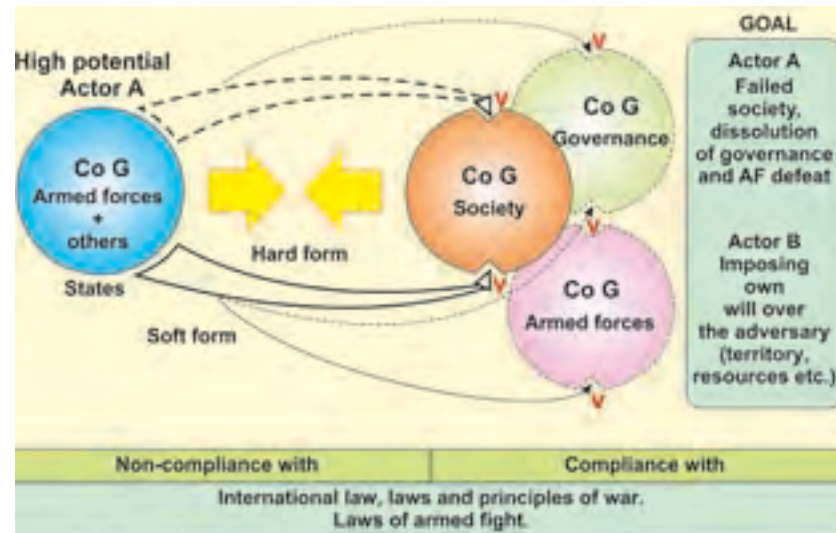 High potential
Actor A
Co G
Armed forces
+
others
States
Hard form
Soft form
V
Co G
Society
V
V
Co G
Governance
V
Co G
Armed forces
V
GOAL
Actor A
Failed
society,
dissolution
of governance
and AF defeat
Actor B
Imposing
own
will over
the adversary
(territory,
resources etc.)
Non-compliance with
Compliance with
International law, laws and principles of war.
Laws of armed fight.